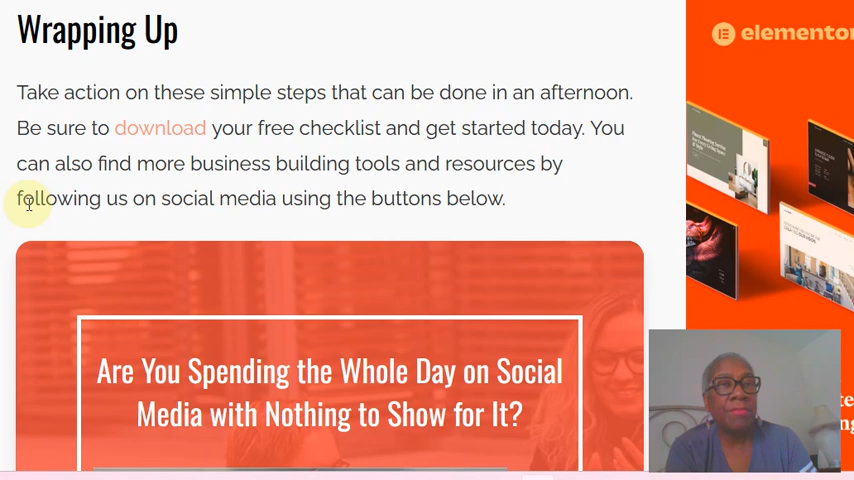 Wrapping Up
elementor
Take action on these simple steps that can be done in an afternoon.
Be sure to download your free checklist and get started today. You
can also find more business building tools and resources by
following us on social media using the buttons below.
Are You Spending the Whole Day on Social
Media with Nothing to Show for It?